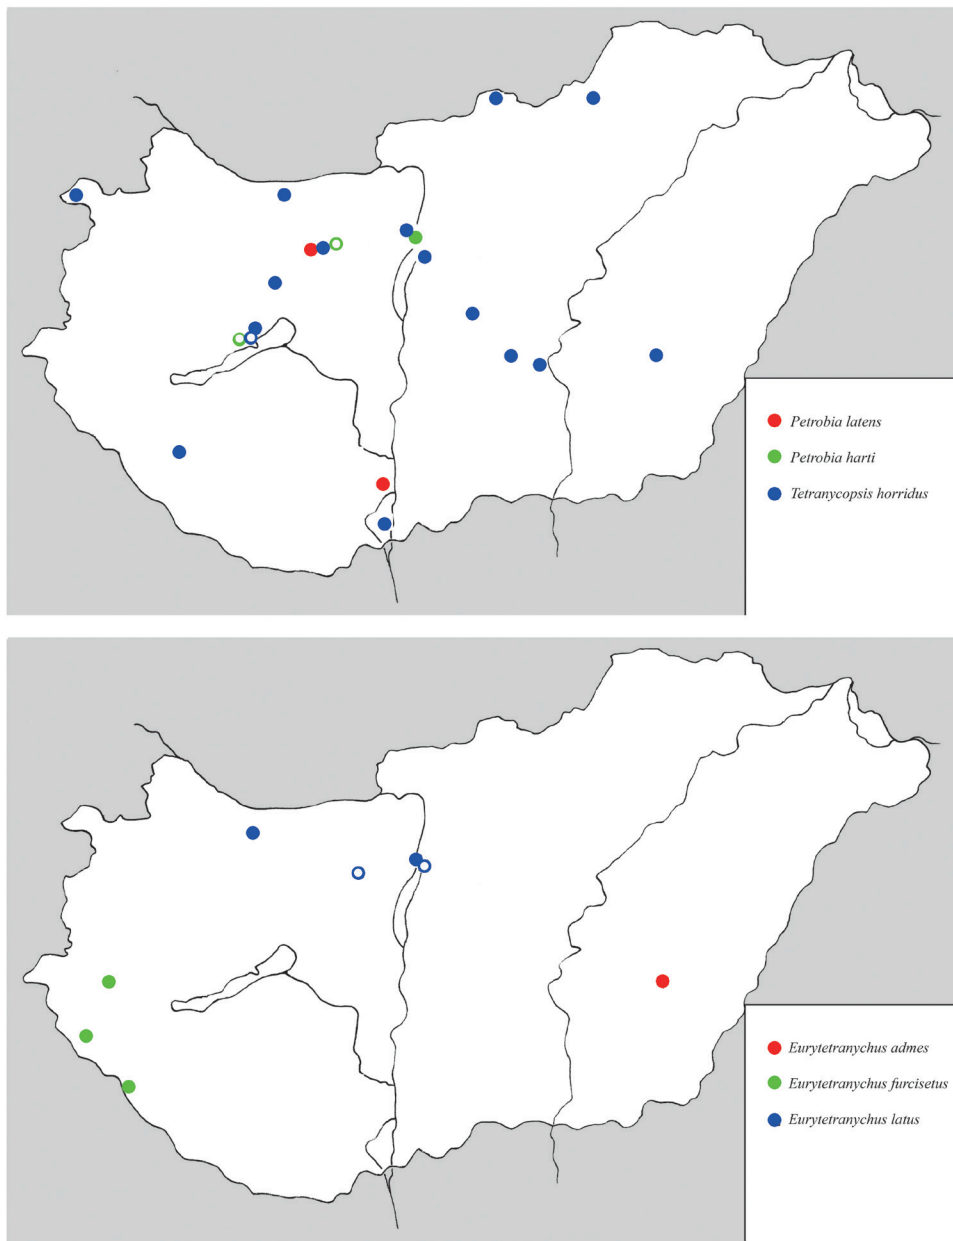 Petrobia latens
Petrobia harti
Tetranycopsis horridus
Eurytetranychus admes
Eurytetranychus furcisetus
Eurytetranychus latus